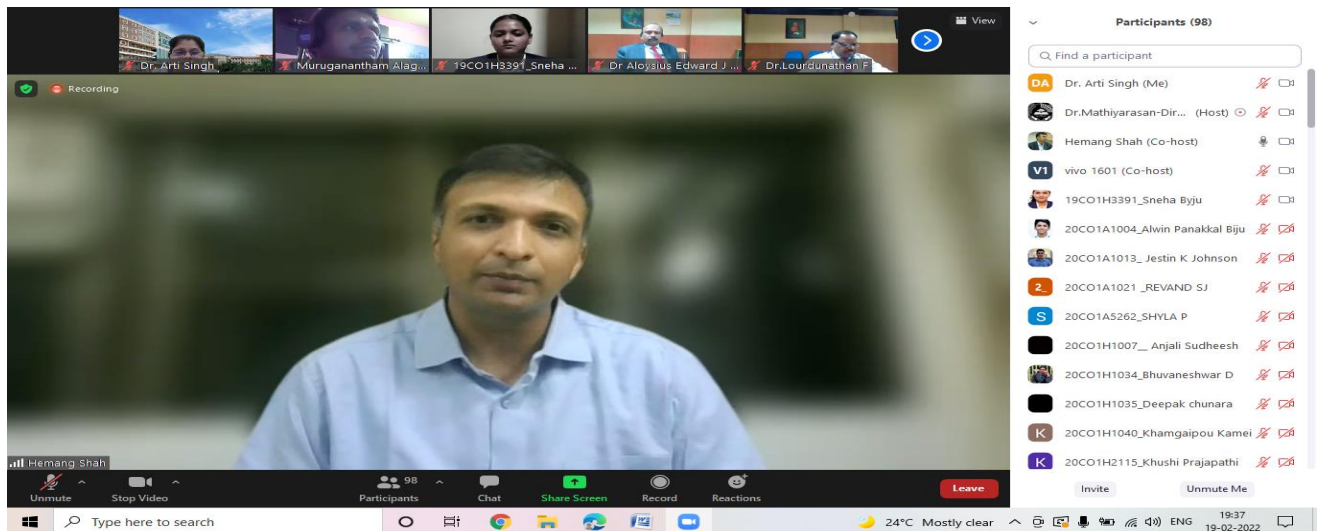 Dr. Arti Singh
Muruganantham Alag...
19CO1H3391_Sneha ...
Dr Aloysius Edward J ...
Dr.Lourdunathan F
View
Recording
Hemang Shah
Unmute
Stop Video
98
Participants
Chat
Share Screen
Record
Reactions
Leave
Participants (98)
Find a participant
DA Dr. Arti Singh (Me)
Dr.Mathiyarasan-Dir... (Host)
Hemang Shah (Co-host)
V1 vivo 1601 (Co-host)
19CO1H3391_Sneha Byju
20CO1A1004_Alwin Panakkal Biju
20CO1A1013_ Jestin K Johnson
2_ 20CO1A1021 _REVAND SJ
S 20CO1A5262_SHYLA P
20CO1H1007__ Anjali Sudheesh
20CO1H1034_Bhuvaneshwar D
20CO1H1035_Deepak chunara
K 20CO1H1040_Khamgaipou Kamei
K 20CO1H2115_Khushi Prajapathi
Invite
Unmute Me
Type here to search
24°C Mostly clear
ENG
19:37
19-02-2022